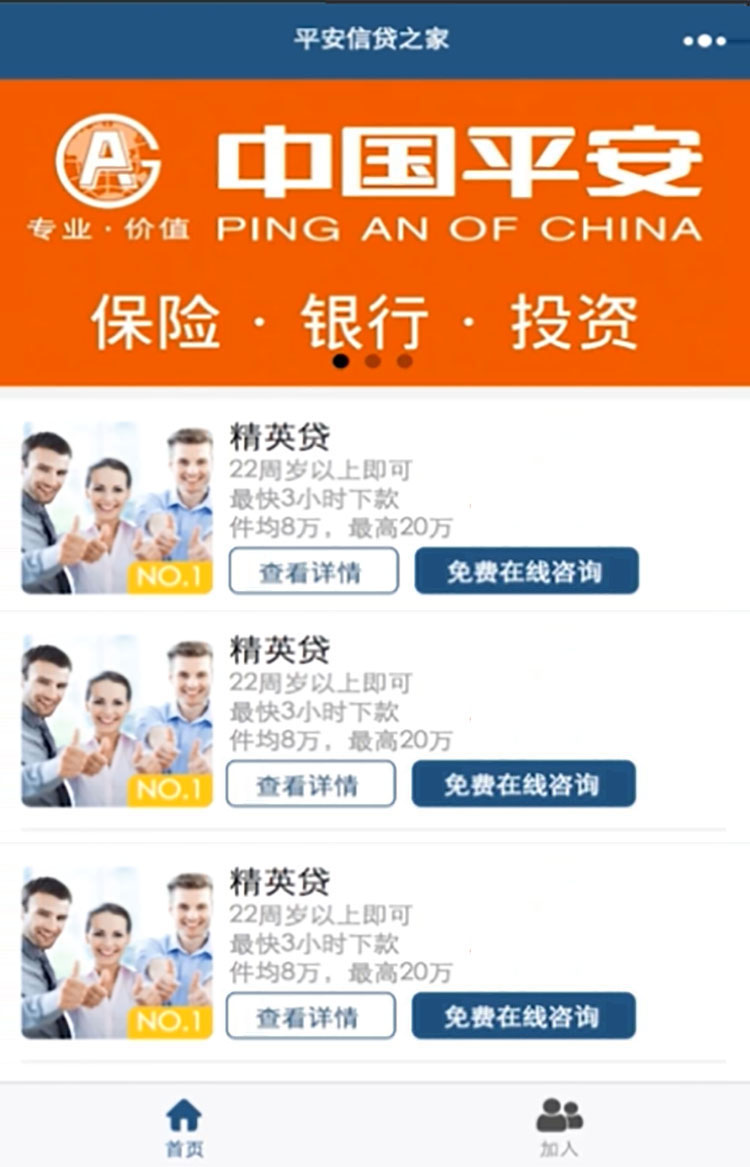 平安信贷之家
AG
中国平安
专业·价值
PING AN OF CHINA
保险·银行·投资
精英贷
22周岁以上即可
最快3小时下款
件均8万，最高20万
NO.1
查看详情
免费在线咨询
精英贷
22周岁以上即可
最快3小时下款
件均8万，最高20万
NO.1
查看详情
免费在线咨询
精英贷
22周岁以上即可
最快3小时下款
件均8万，最高20万
NO.1
查看详情
免费在线咨询
首页
加入